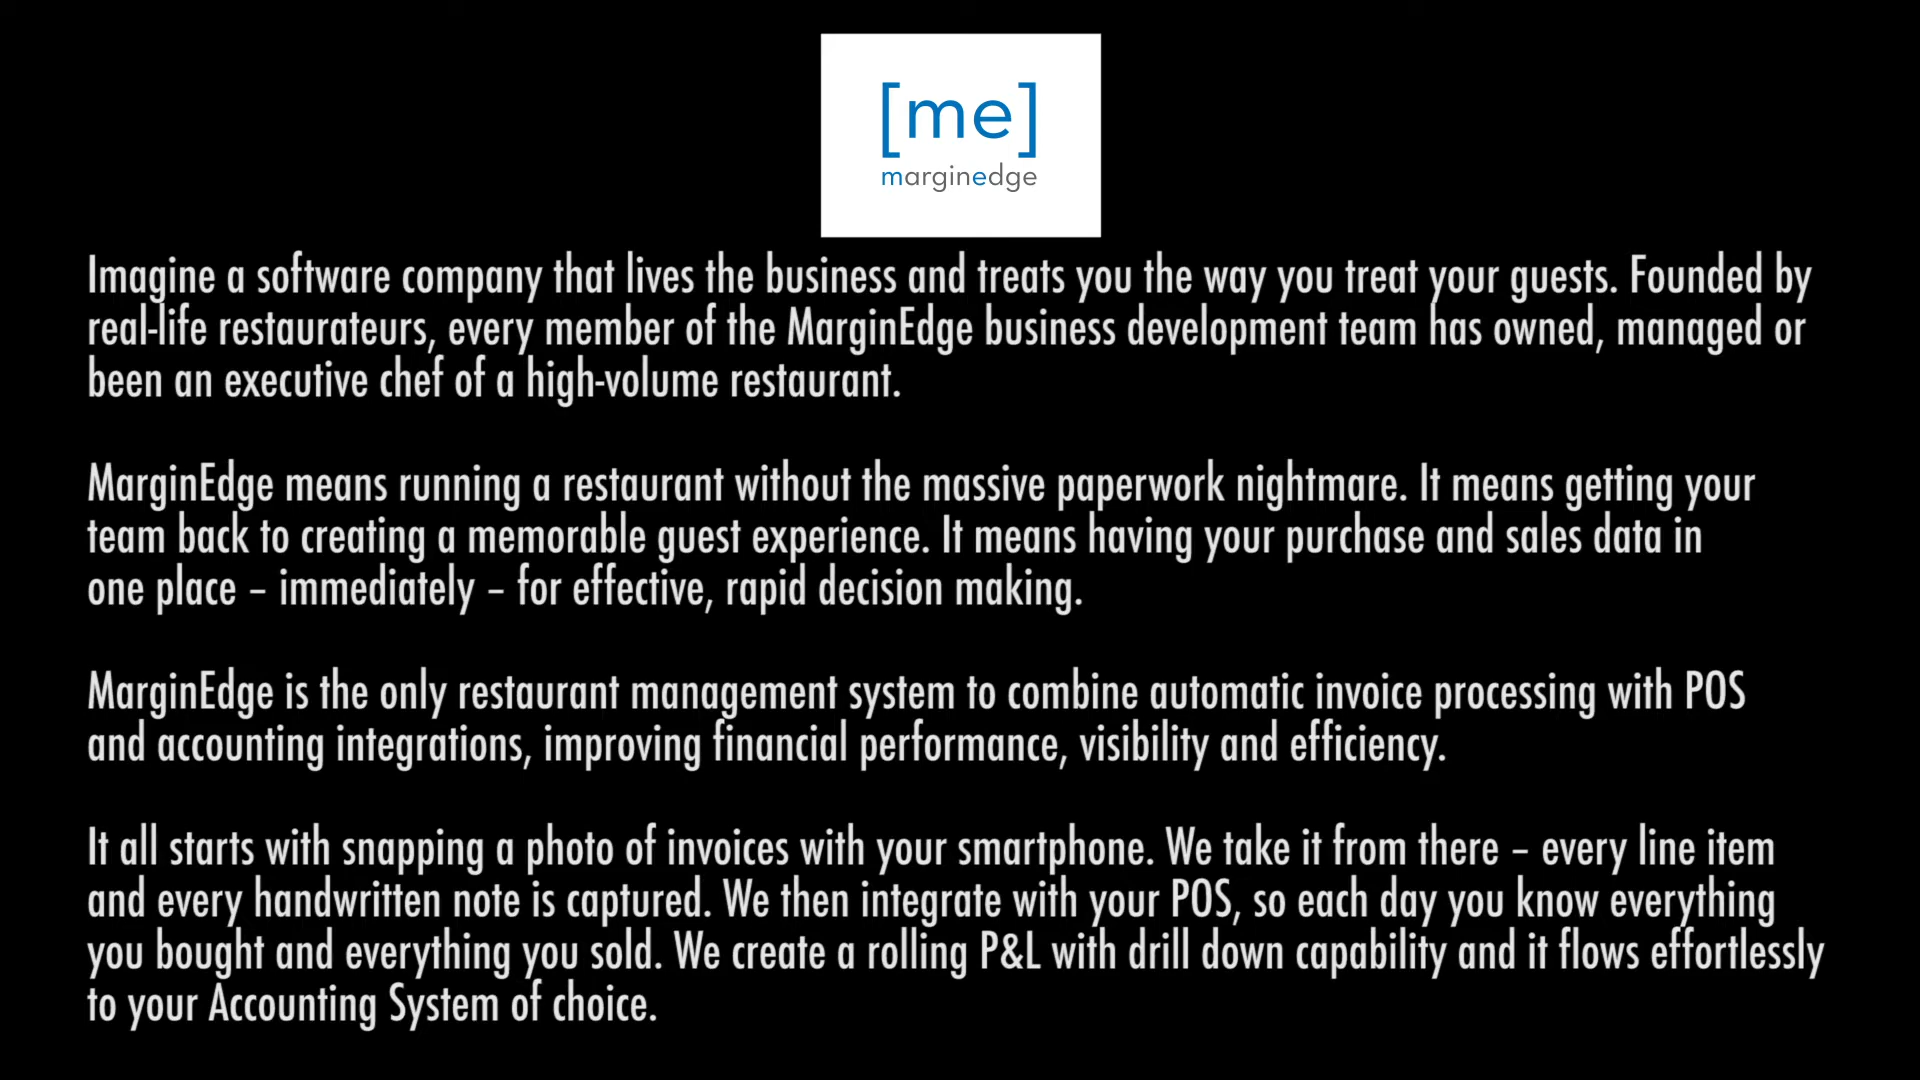 [me]
marginedge
Imagine a software company that lives the business and treats you the way you treat your guests. Founded by
real-life restaurateurs, every member of the MarginEdge business development team has owned, managed or
been an executive chef of a high-volume restaurant.
MarginEdge means running a restaurant without the massive paperwork nightmare. It means getting your
team back to creating a memorable guest experience. It means having your purchase and sales data in
one place – immediately – for effective, rapid decision making.
MarginEdge is the only restaurant management system to combine automatic invoice processing with POS
and accounting integrations, improving financial performance, visibility and efficiency.
It all starts with snapping a photo of invoices with your smartphone. We take it from there – every line item
and every handwritten note is captured. We then integrate with your POS, so each day you know everything
you bought and everything you sold. We create a rolling P&L with drill down capability and it flows effortlessly
to your Accounting System of choice.